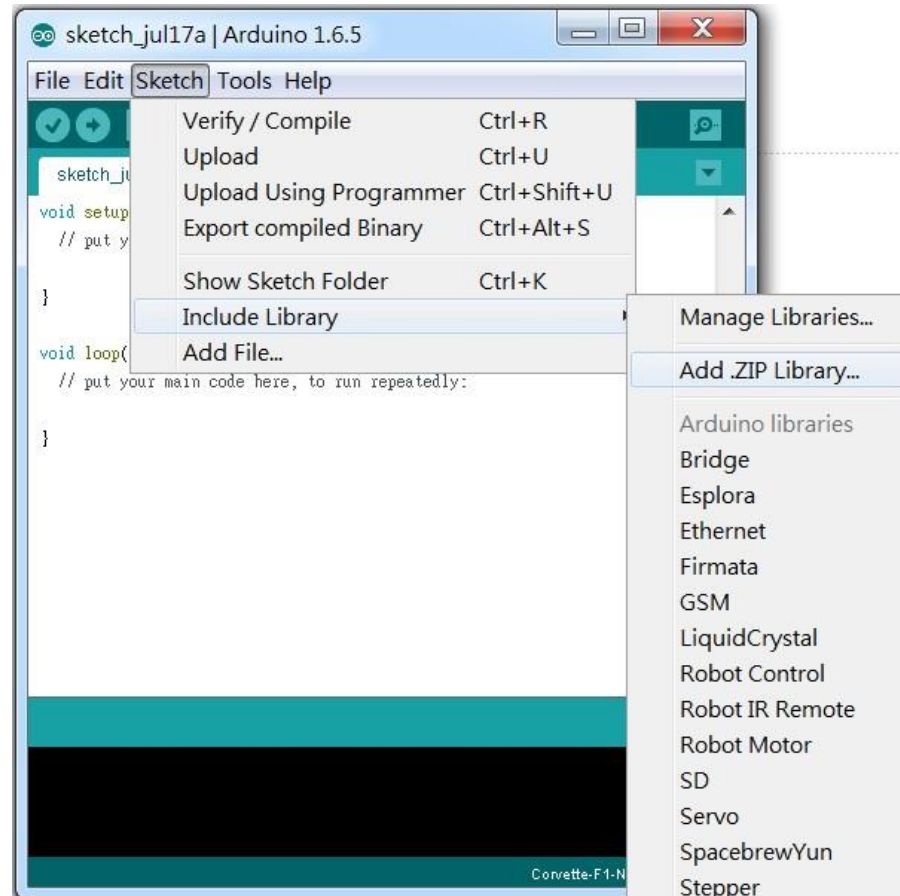 sketch_jul17a | Arduino 1.6.5
File Edit Sketch Tools Help
Verify / Compile Ctrl+R
Upload Ctrl+U
Upload Using Programmer Ctrl+Shift+U
Export compiled Binary Ctrl+Alt+S
Show Sketch Folder Ctrl+K
Include Library
Add File...
Manage Libraries...
Add .ZIP Library...
Arduino libraries
Bridge
Esplora
Ethernet
Firmata
GSM
LiquidCrystal
Robot Control
Robot IR Remote
Robot Motor
SD
Servo
SpacebrewYun
Stepper
sketch_ju
void setup
// put y
}
void loop(
// put your main code here, to run repeatedly:
}
Corvette-F1-N